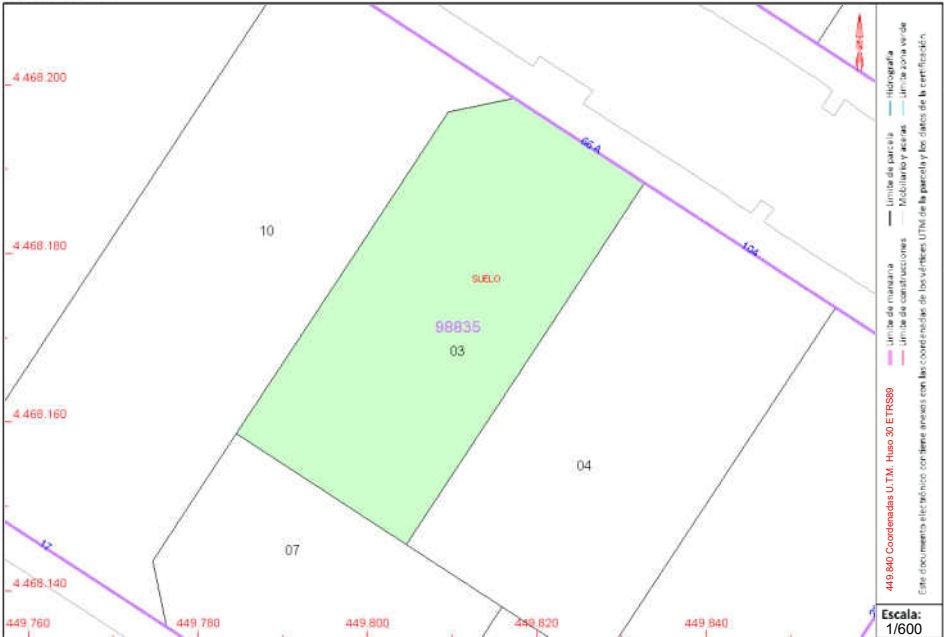 4.468.200
66 A
10
4.468.180
104
SUELO
98835
03
4.468.160
04
12
07
4.468.140
449.760
449.780
449.800
449.820
449.840
449.840 Coordenadas U.T.M. Huso 30 ETRS89
Límite de manzana
Límite de parcela
Hidrografía
Límite de construcciones
Mobiliario y aceras
Límite zona verde
Este documento electrónico contiene anexos con las coordenadas de los vértices UTM de la parcela y los datos de la certificación
Escala:
1/600